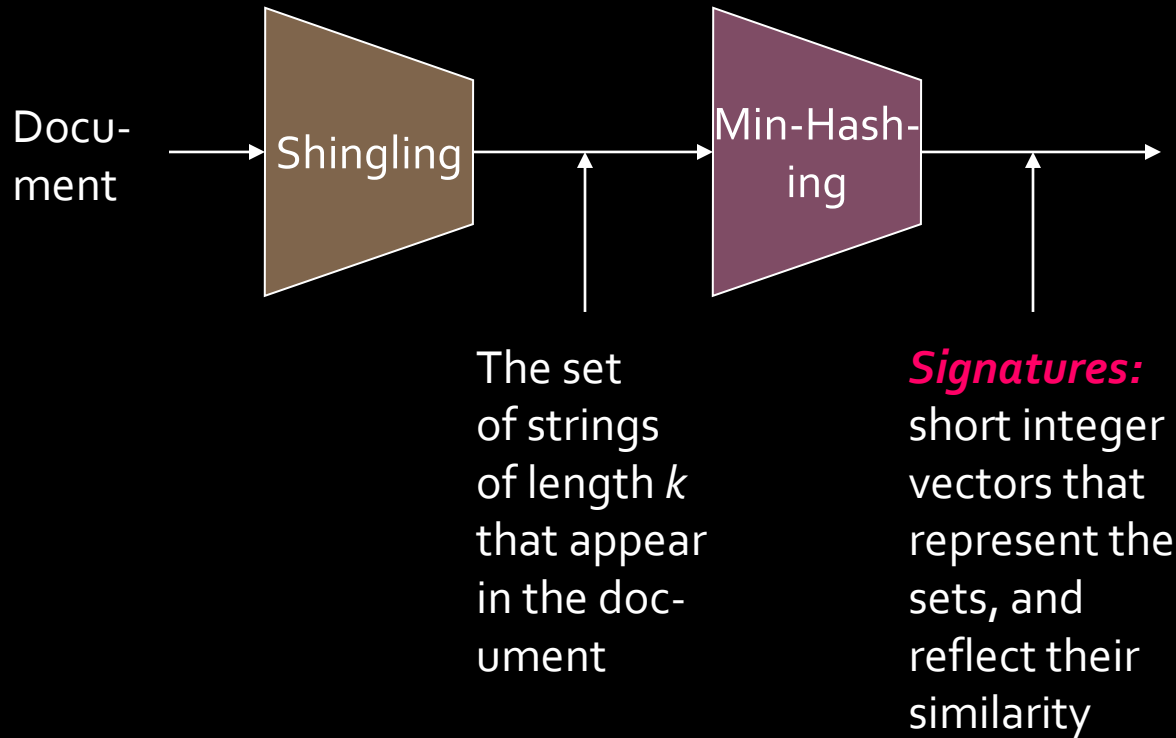 Docu-
ment
Shingling
Min-Hash-
ing
The set
of strings
of length k
that appear
in the doc-
ument
Signatures:
short integer
vectors that
represent the
sets, and
reflect their
similarity